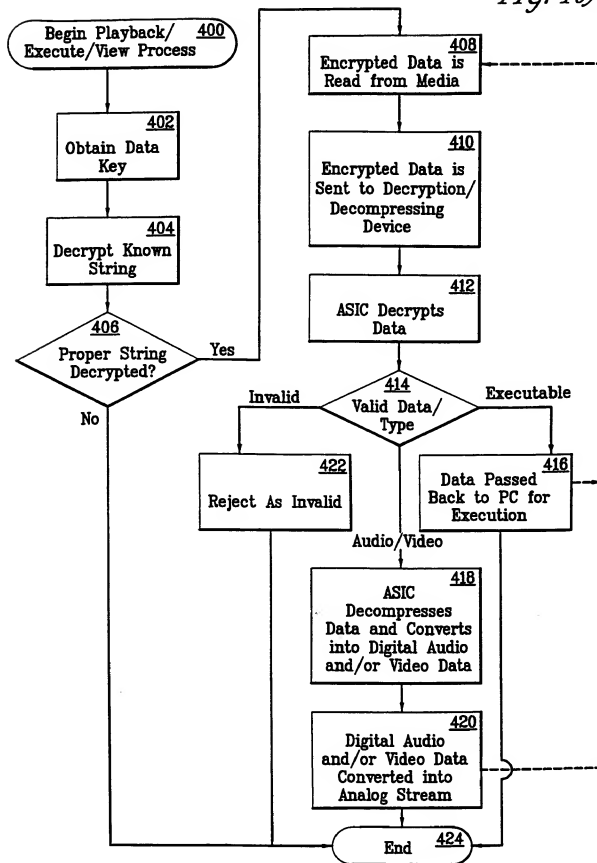 400
Begin Playback/
Execute/View Process
402
Obtain Data
Key
404
Decrypt Known
String
406
Proper String
Decrypted?
Yes
No
408
Encrypted Data is
Read from Media
410
Encrypted Data is
Sent to Decryption/
Decompressing
Device
412
ASIC Decrypts
Data
414
Valid Data/
Type
Invalid
Executable
Audio/Video
422
Reject As Invalid
416
Data Passed
Back to PC for
Execution
418
ASIC
Decompresses
Data and Converts
into Digital Audio
and/or Video Data
420
Digital Audio
and/or Video Data
Converted into
Analog Stream
End
424